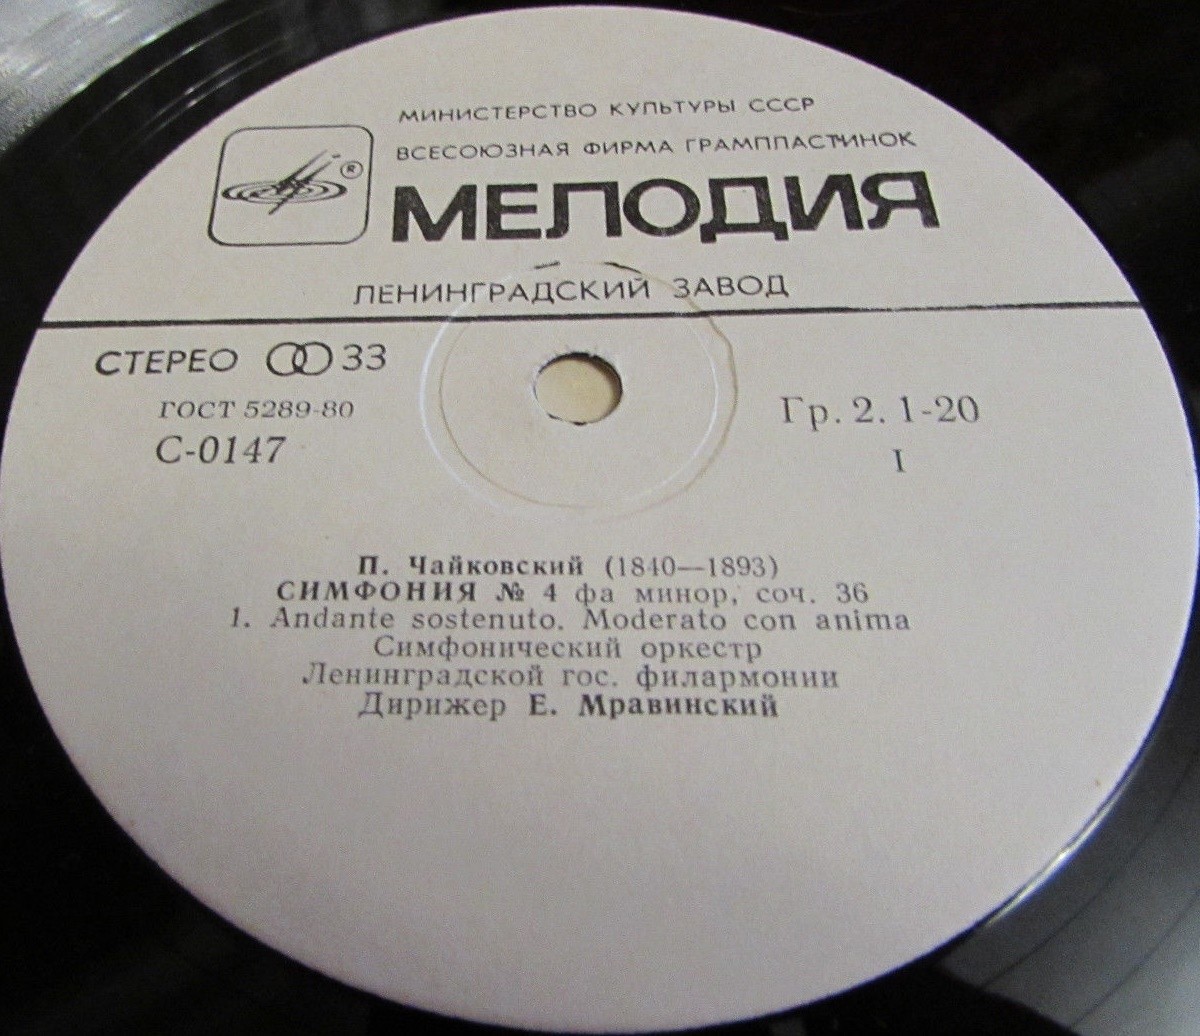 МИНИСТЕРСТВО КУЛЬТУРЫ СССР
ВСЕСОЮЗНАЯ ФИРМА ГРАМПЛАСТИНОК
®
МЕЛОДИЯ
ЛЕНИНГРАДСКИЙ ЗАВОД
СТЕРЕО 33
ГОСТ 5289-80
С-0147
Гр. 2. 1-20
I
П. Чайковский (1840—1893)
СИМФОНИЯ № 4 фа минор, соч. 36
1. Andante sostenuto. Moderato con anima
Симфонический оркестр
Ленинградской гос. филармонии
Дирижер Е. Мравинский